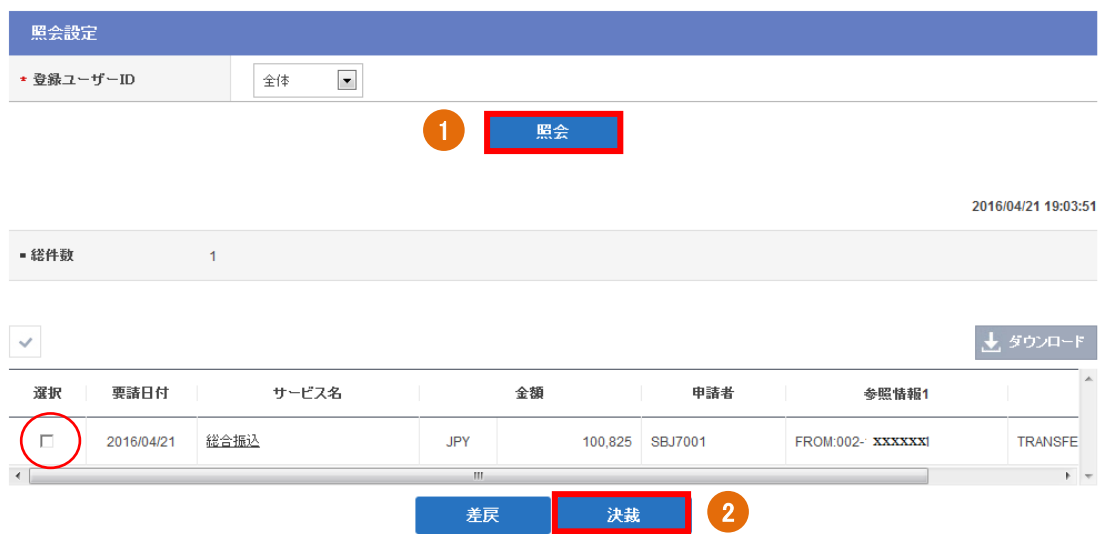 照会設定
* 登録ユーザーID 全体
1 照会
2016/04/21 19:03:51
総件数 1
ダウンロード
選択 要請日付 サービス名 金額 申請者 参照情報1
2016/04/21 総合振込 JPY 100,825 SBJ7001 FROM:002- XXXXXX TRANSFE
差戻 決裁 2